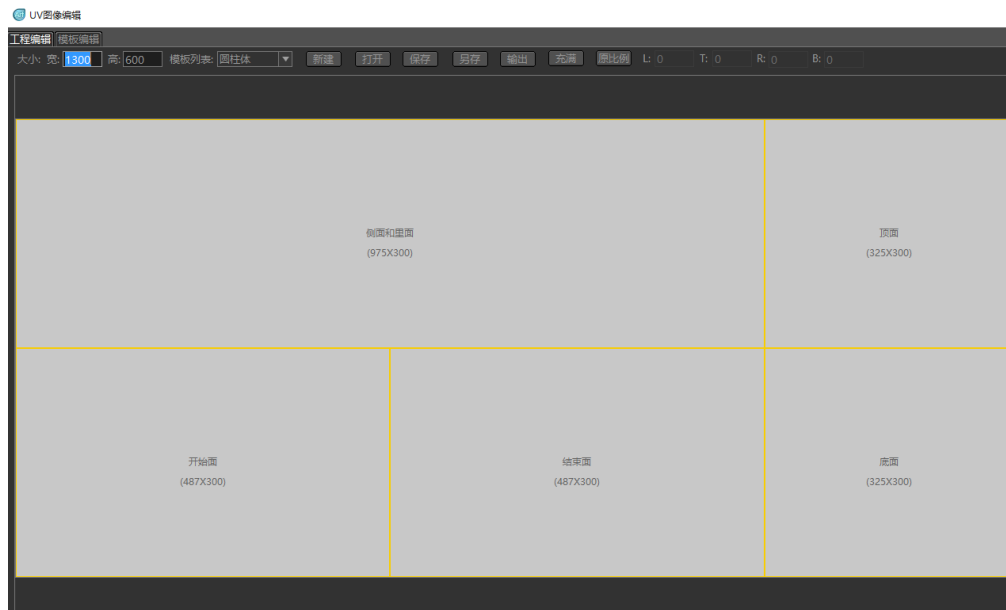 UV图像编辑
工程编辑 模板编辑
大小: 宽: 1300 高: 600 模板列表: 圆柱体 新建 打开 保存 另存 输出 充满 原比例 L: 0 T: 0 R: 0 B: 0
侧面和里面 顶面
(975X300) (325X300)
开始面 结束面 底面
(487X300) (487X300) (325X300)